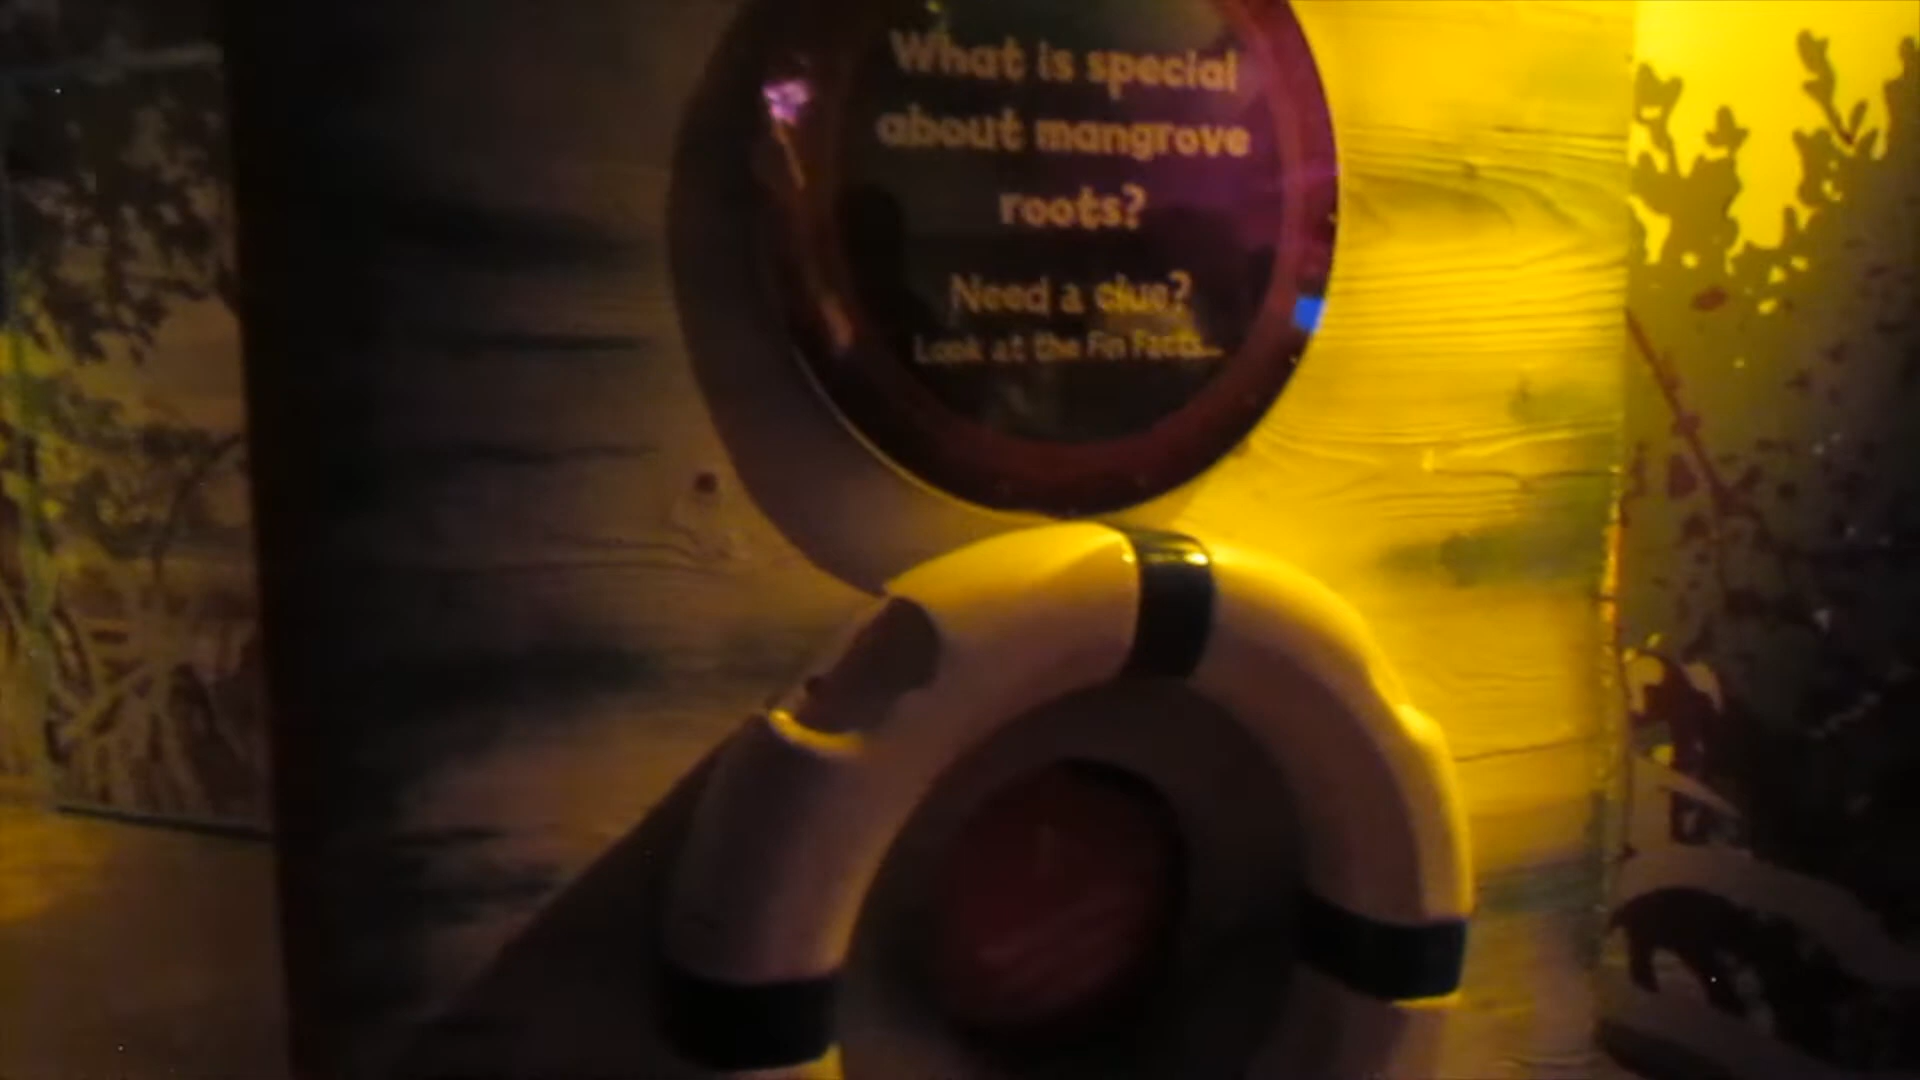 What is special
about mangrove
roots?
Need a clue?
Look at the Fin Facts...